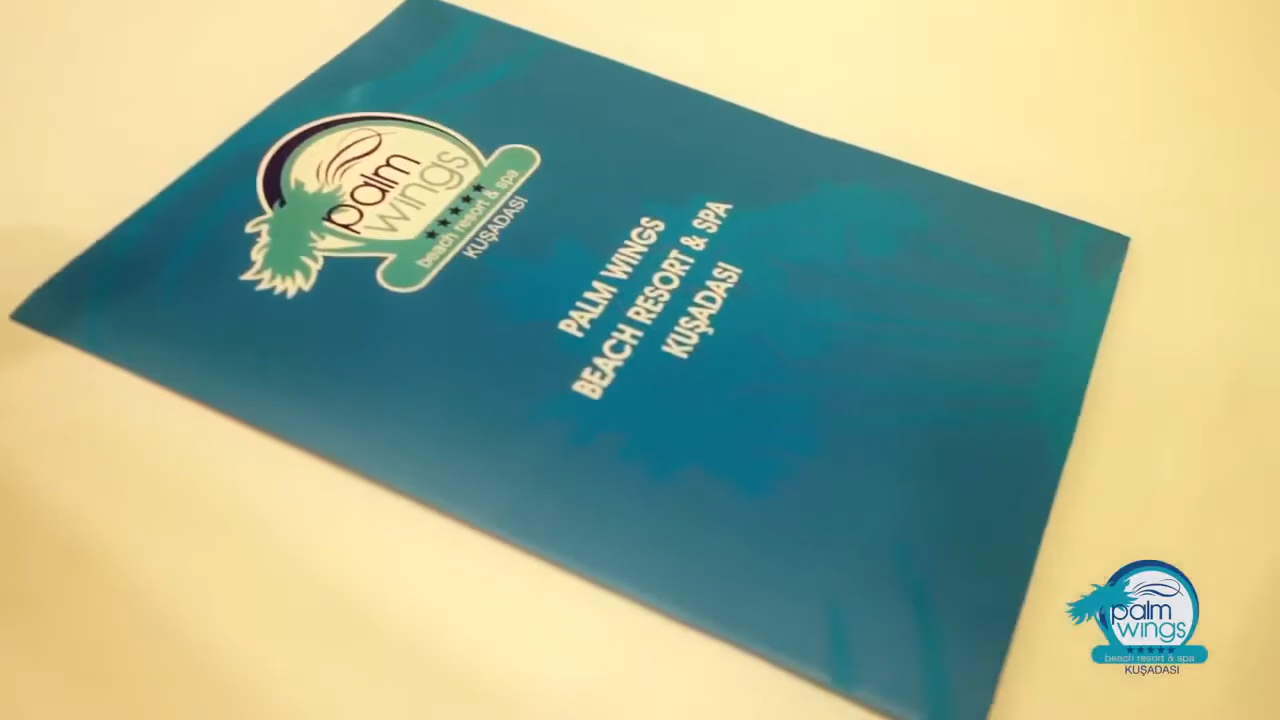 palm
wings
★★★★★
beach resort & spa
KUŞADASI
PALM WINGS
BEACH RESORT & SPA
KUŞADASI
palm
wings
★★★★★
beach resort & spa
KUŞADASI